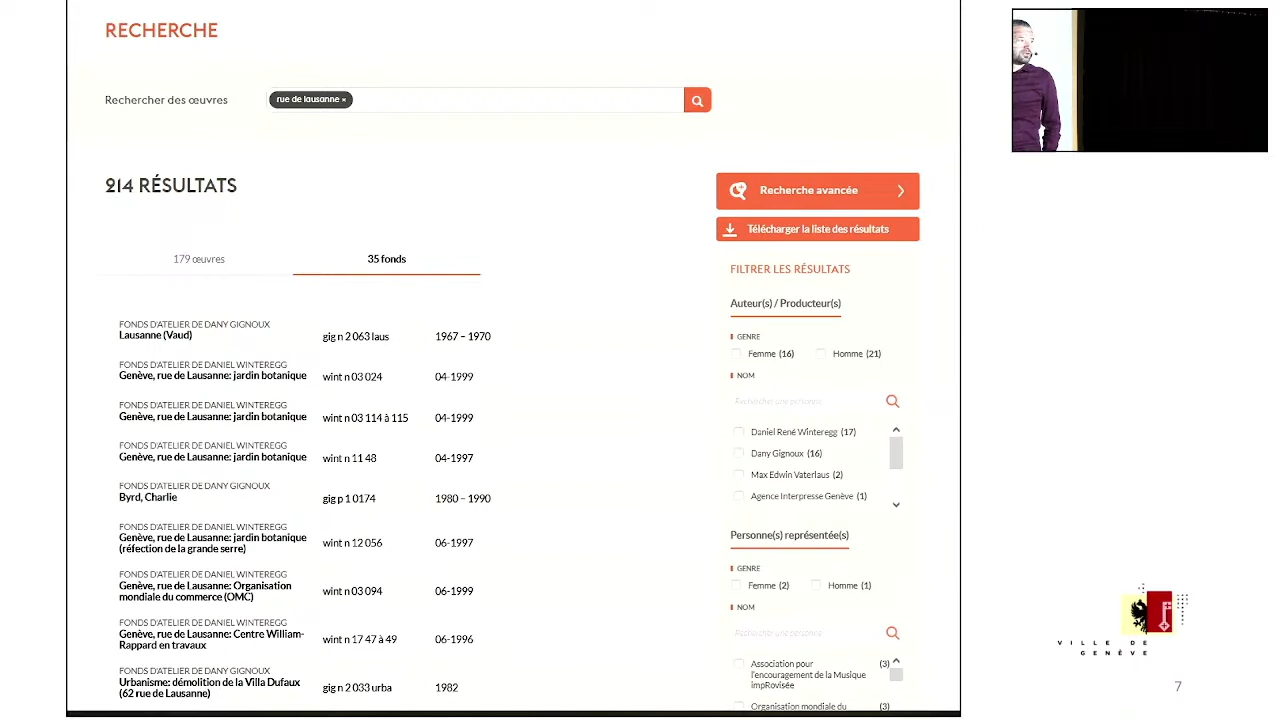 RECHERCHE
Rechercher des œuvres
rue de lausanne ×
214 RÉSULTATS
Recherche avancée
Télécharger la liste des résultats
179 œuvres
35 fonds
FONDS D'ATELIER DE DANY GIGNOUX
Lausanne (Vaud)
gig n 2 063 laus
1967 – 1970
FONDS D'ATELIER DE DANIEL WINTEREGG
Genève, rue de Lausanne: jardin botanique
wint n 03 024
04-1999
FONDS D'ATELIER DE DANIEL WINTEREGG
Genève, rue de Lausanne: jardin botanique
wint n 03 114 à 115
04-1999
FONDS D'ATELIER DE DANIEL WINTEREGG
Genève, rue de Lausanne: jardin botanique
wint n 11 48
04-1997
FONDS D'ATELIER DE DANY GIGNOUX
Byrd, Charlie
gig p 1 0174
1980 – 1990
FONDS D'ATELIER DE DANIEL WINTEREGG
Genève, rue de Lausanne: jardin botanique
(réfection de la grande serre)
wint n 12 056
06-1997
FONDS D'ATELIER DE DANIEL WINTEREGG
Genève, rue de Lausanne: Organisation
mondiale du commerce (OMC)
wint n 03 094
06-1999
FONDS D'ATELIER DE DANIEL WINTEREGG
Genève, rue de Lausanne: Centre William-
Rappard en travaux
wint n 17 47 à 49
06-1996
FONDS D'ATELIER DE DANY GIGNOUX
Urbanisme: démolition de la Villa Dufaux
(62 rue de Lausanne)
gig n 2 033 urba
1982
FILTRER LES RÉSULTATS
Auteur(s) / Producteur(s)
GENRE
Femme (16)
Homme (21)
NOM
Rechercher une personne
Daniel René Winteregg (17)
Dany Gignoux (16)
Max Edwin Vaterlaus (2)
Agence Interpresse Genève (1)
Personne(s) représentée(s)
GENRE
Femme (2)
Homme (1)
NOM
Rechercher une personne
Association pour (3)
l'encouragement de la Musique
impRovisée
Organisation mondiale du (3)
VILLE DE
GENÈVE
7